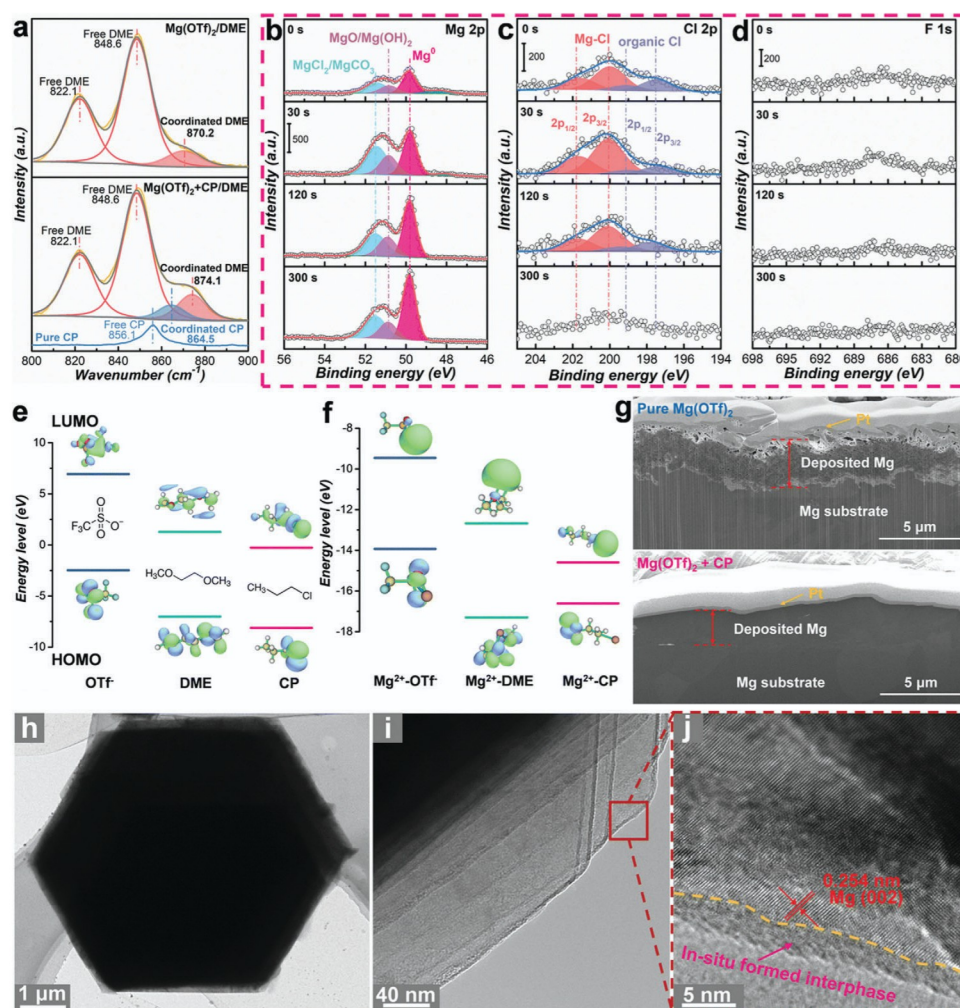 a
Mg(OTf)2/DME
Free DME
848.6
Free DME
822.1
Coordinated DME
870.2
Mg(OTf)2+CP/DME
Free DME
848.6
Free DME
822.1
Coordinated DME
874.1
Free CP
856.1
Coordinated CP
864.5
Pure CP
Intensity (a.u.)
800 820 840 860 880 900
Wavenumber (cm-1)
b
Mg 2p
0 s
MgO/Mg(OH)2
Mg0
MgCl2/MgCO3
30 s
500
120 s
300 s
Intensity (a.u.)
56 54 52 50 48 46
Binding energy (eV)
c
Cl 2p
0 s
200
Mg-Cl
organic Cl
30 s
2p1/2
2p3/2
2p1/2
2p3/2
120 s
300 s
Intensity (a.u.)
204 202 200 198 196 194
Binding energy (eV)
d
F 1s
0 s
200
30 s
120 s
300 s
Intensity (a.u.)
698 695 692 689 686 683 680
Binding energy (eV)
e
LUMO
10
5
0
-5
-10
Energy level (eV)
F3C
S
O
O
O-
H3CO
OCH3
CH3
Cl
HOMO
OTf-
DME
CP
f
-8
-10
-12
-14
-16
-18
Energy level (eV)
Mg2+-OTf-
Mg2+-DME
Mg2+-CP
g
Pure Mg(OTf)2
Pt
Deposited Mg
Mg substrate
5 μm
Mg(OTf)2 + CP
Pt
Deposited Mg
Mg substrate
5 μm
h
1 μm
i
40 nm
j
0.254 nm
Mg (002)
In-situ formed interphase
5 nm